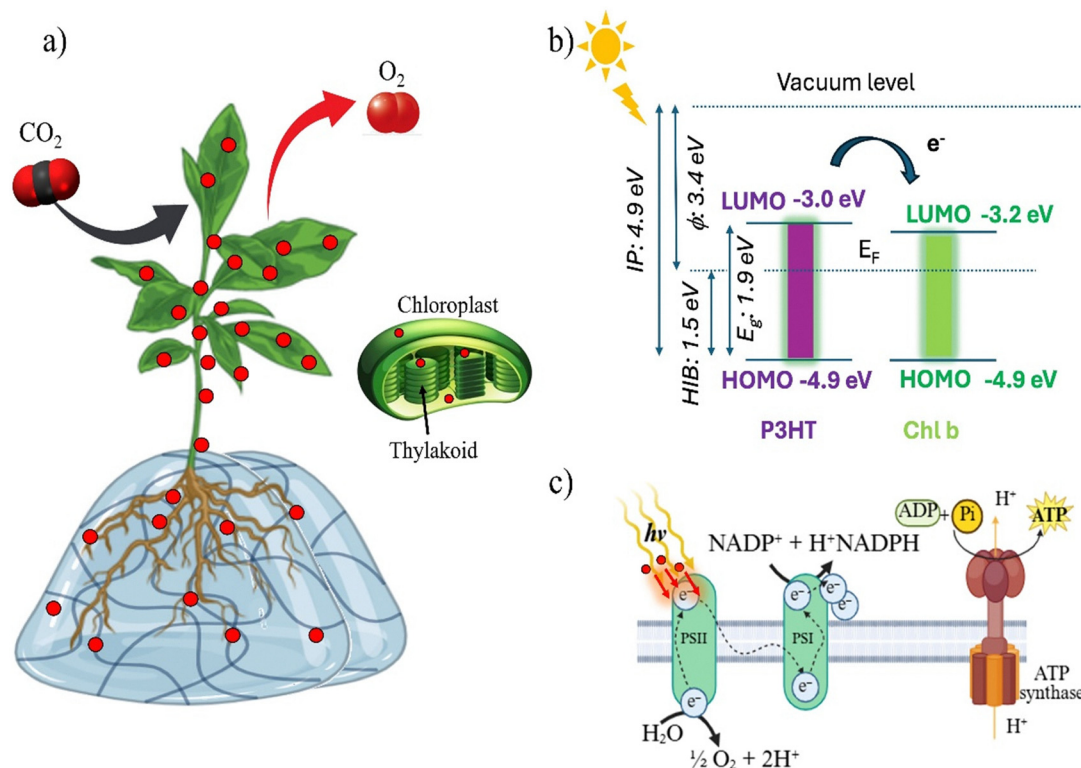 a)
CO₂
O₂
Chloroplast
Thylakoid
b)
Vacuum level
e⁻
IP: 4.9 eV
ϕ: 3.4 eV
HIB: 1.5 eV
E_g: 1.9 eV
LUMO -3.0 eV
LUMO -3.2 eV
E_F
HOMO -4.9 eV
HOMO -4.9 eV
P3HT
Chl b
c)
hν
NADP⁺ + H⁺NADPH
ADP + Pi
H⁺
ATP
e⁻
e⁻
e⁻
e⁻
PSII
PSI
e⁻
e⁻
H₂O
½ O₂ + 2H⁺
ATP
synthase
H⁺